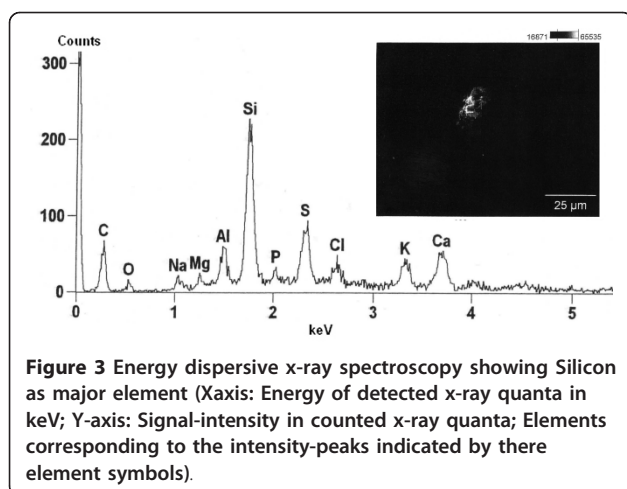 Counts
16871 65535
300
Si
200
25 µm
S
100
C
Al
Cl
Ca
K
P
Na
Mg
O
0
0 1 2 3 4 5
keV
Figure 3 Energy dispersive x-ray spectroscopy showing Silicon
as major element (Xaxis: Energy of detected x-ray quanta in
keV; Y-axis: Signal-intensity in counted x-ray quanta; Elements
corresponding to the intensity-peaks indicated by there
element symbols).